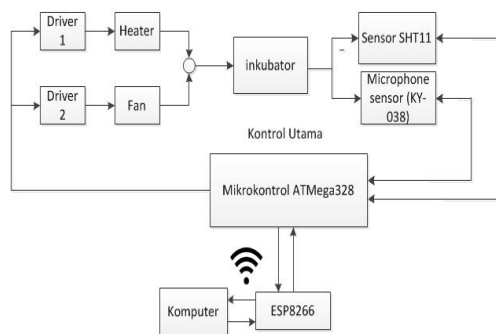 Driver
1
Heater
Driver
2
Fan
inkubator
Sensor SHT11
Microphone
sensor (KY-
038)
Kontrol Utama
Mikrokontrol ATMega328
Komputer
ESP8266